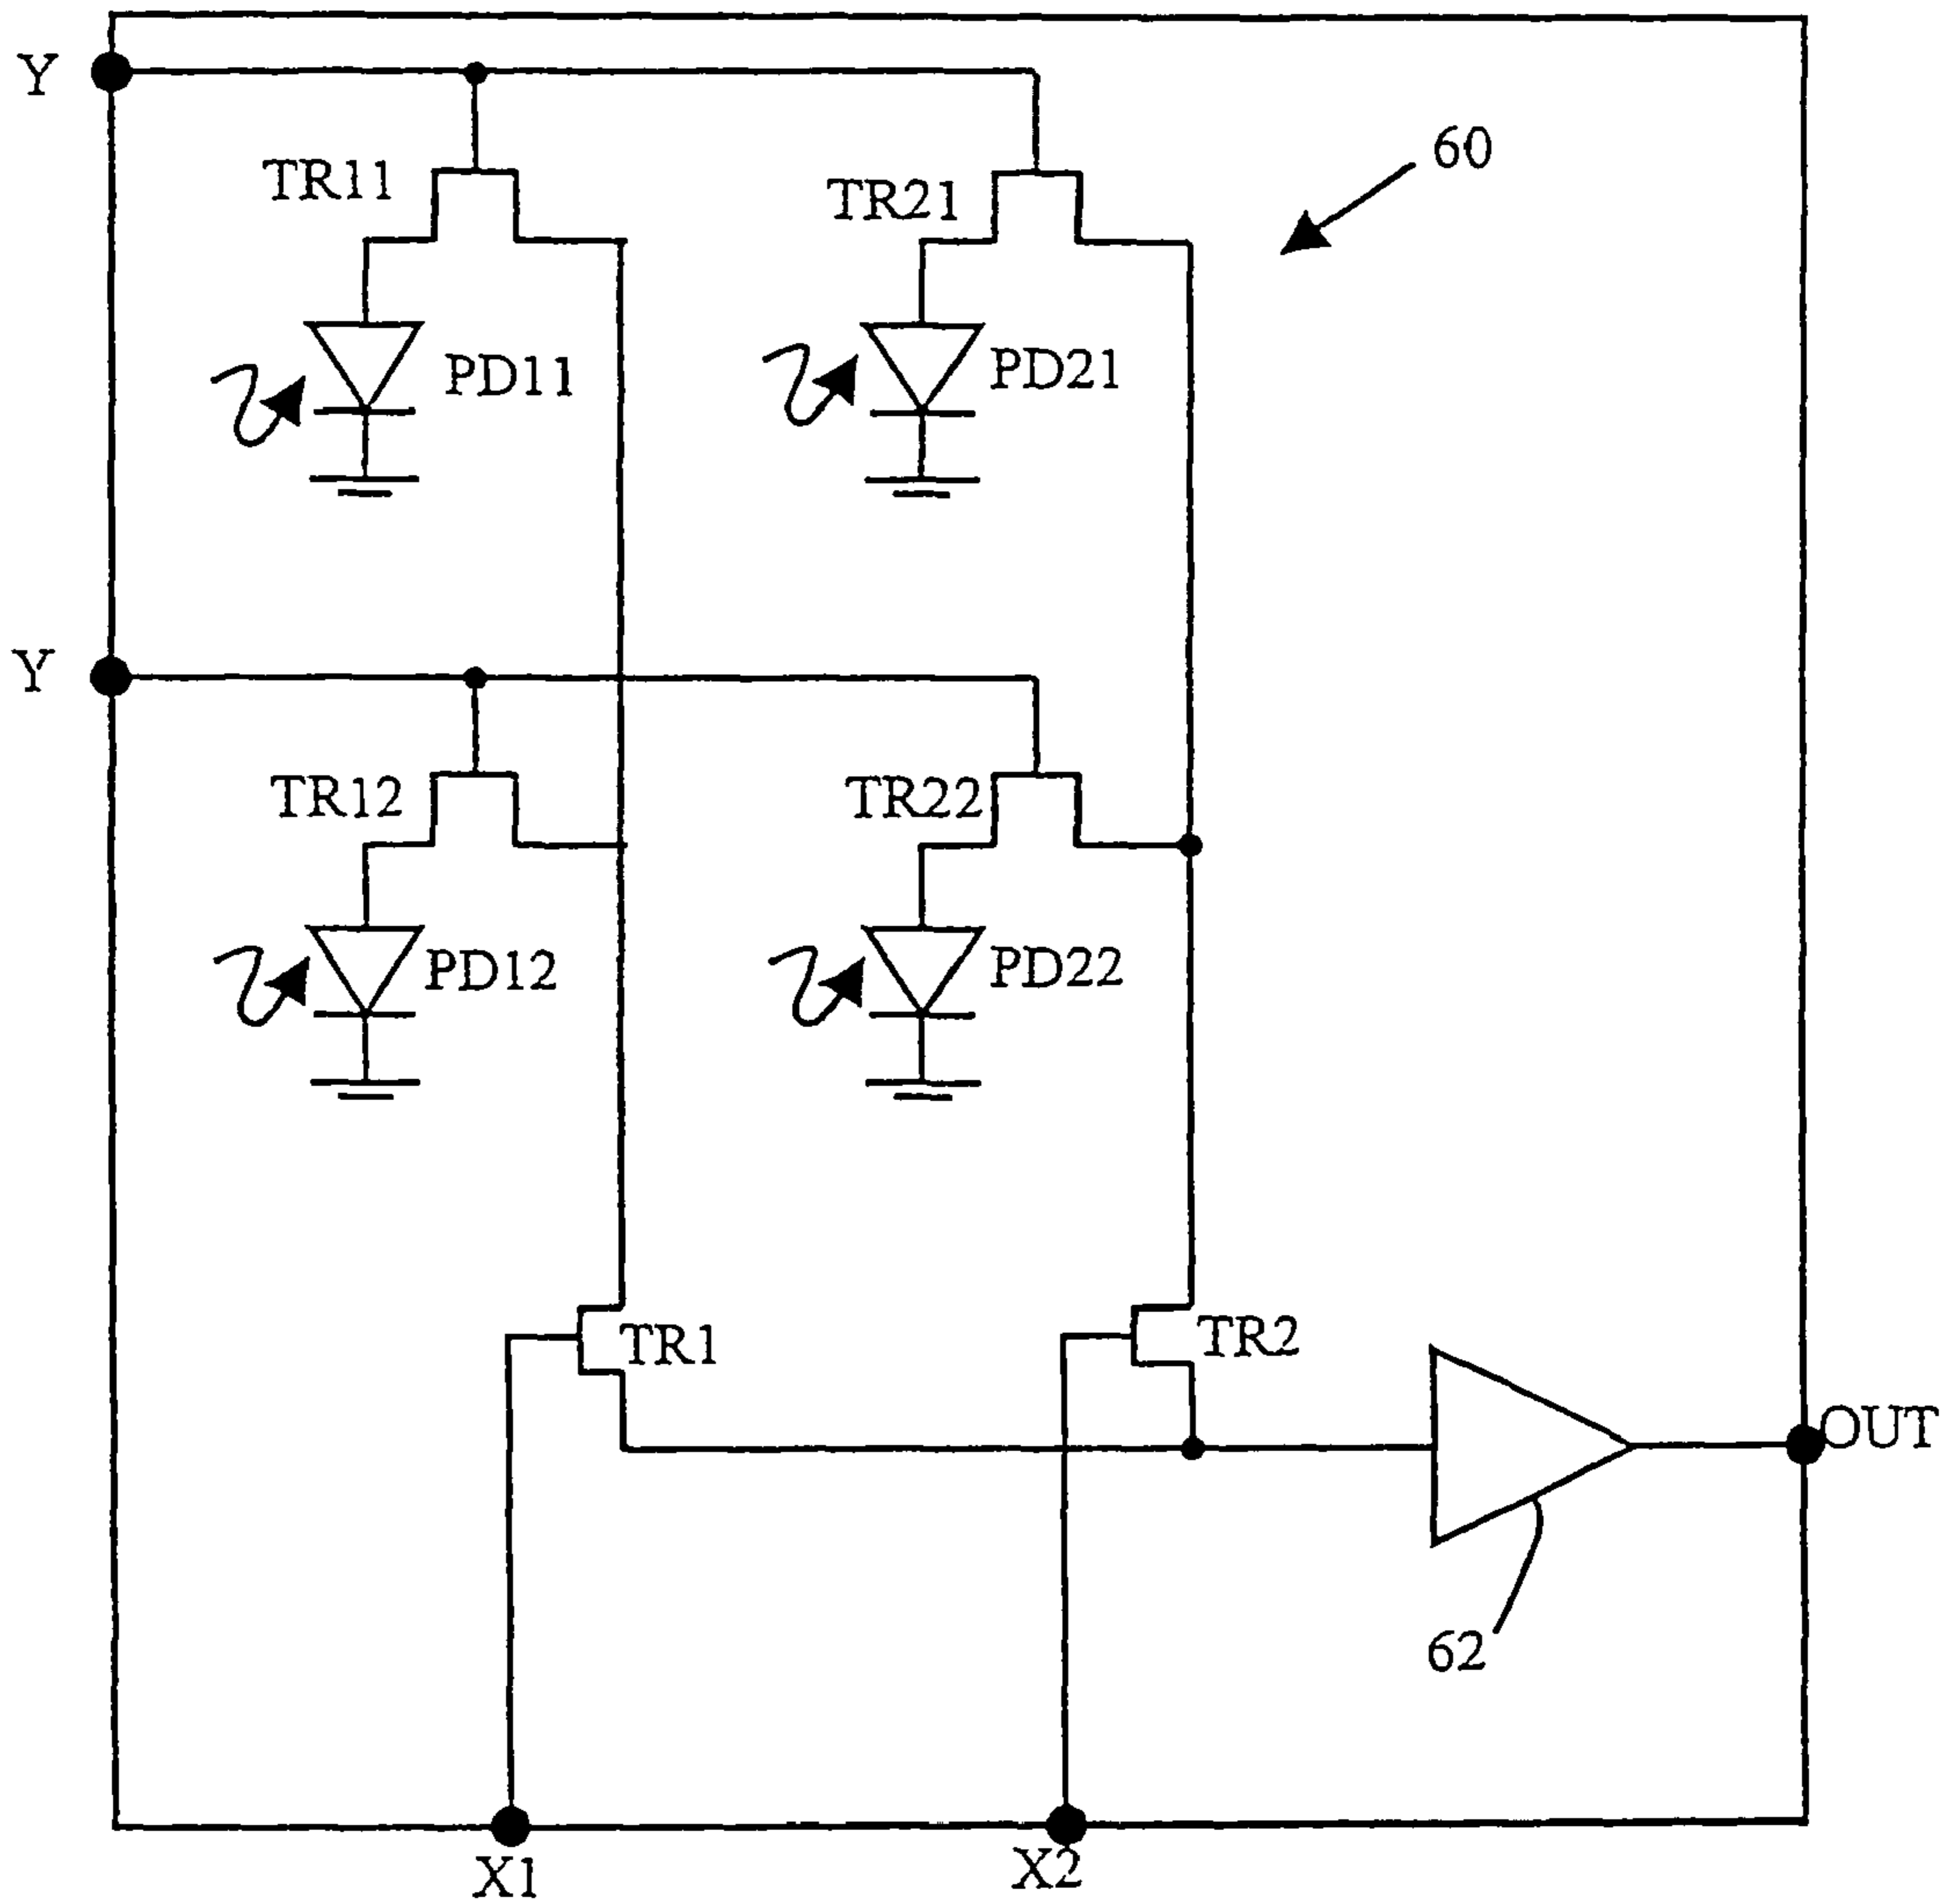 Y
60
TR11
TR21
PD11
PD21
Y
TR12
TR22
PD12
PD22
TR1
TR2
OUT
62
X1
X2